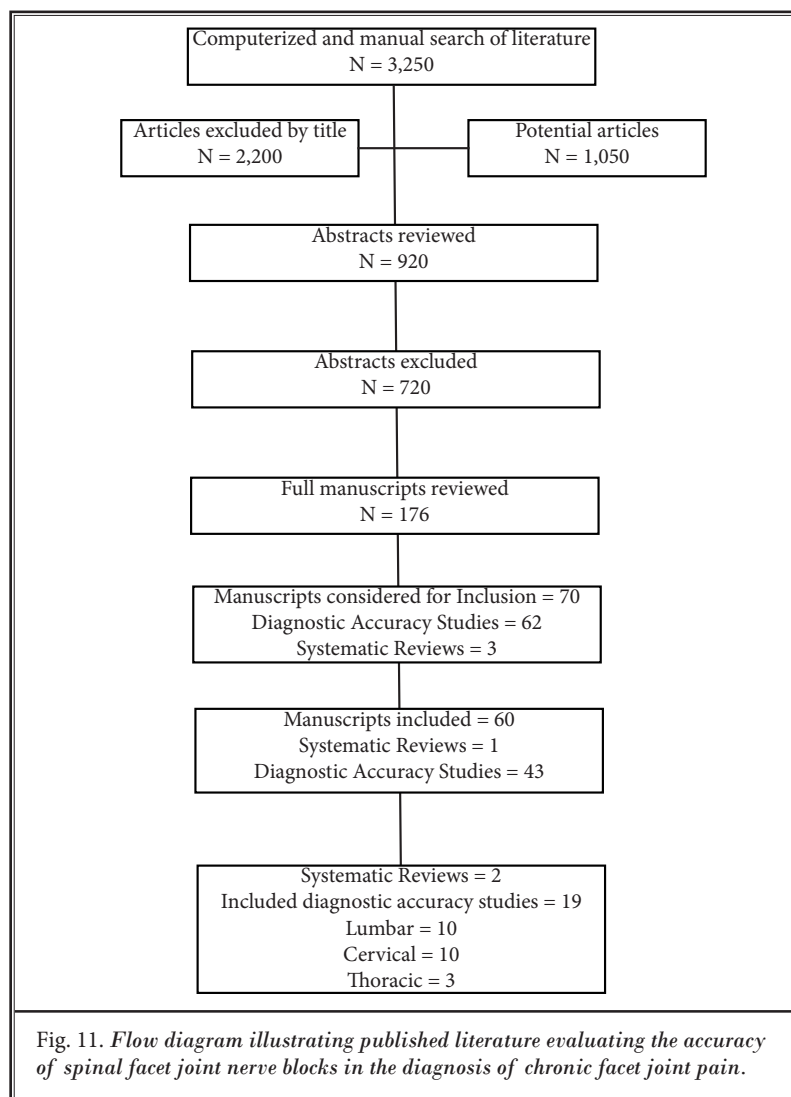 Computerized and manual search of literature
N = 3,250
Articles excluded by title
N = 2,200
Potential articles
N = 1,050
Abstracts reviewed
N = 920
Abstracts excluded
N = 720
Full manuscripts reviewed
N = 176
Manuscripts considered for Inclusion = 70
Diagnostic Accuracy Studies = 62
Systematic Reviews = 3
Manuscripts included = 60
Systematic Reviews = 1
Diagnostic Accuracy Studies = 43
Systematic Reviews = 2
Included diagnostic accuracy studies = 19
Lumbar = 10
Cervical = 10
Thoracic = 3
Fig. 11. Flow diagram illustrating published literature evaluating the accuracy
of spinal facet joint nerve blocks in the diagnosis of chronic facet joint pain.